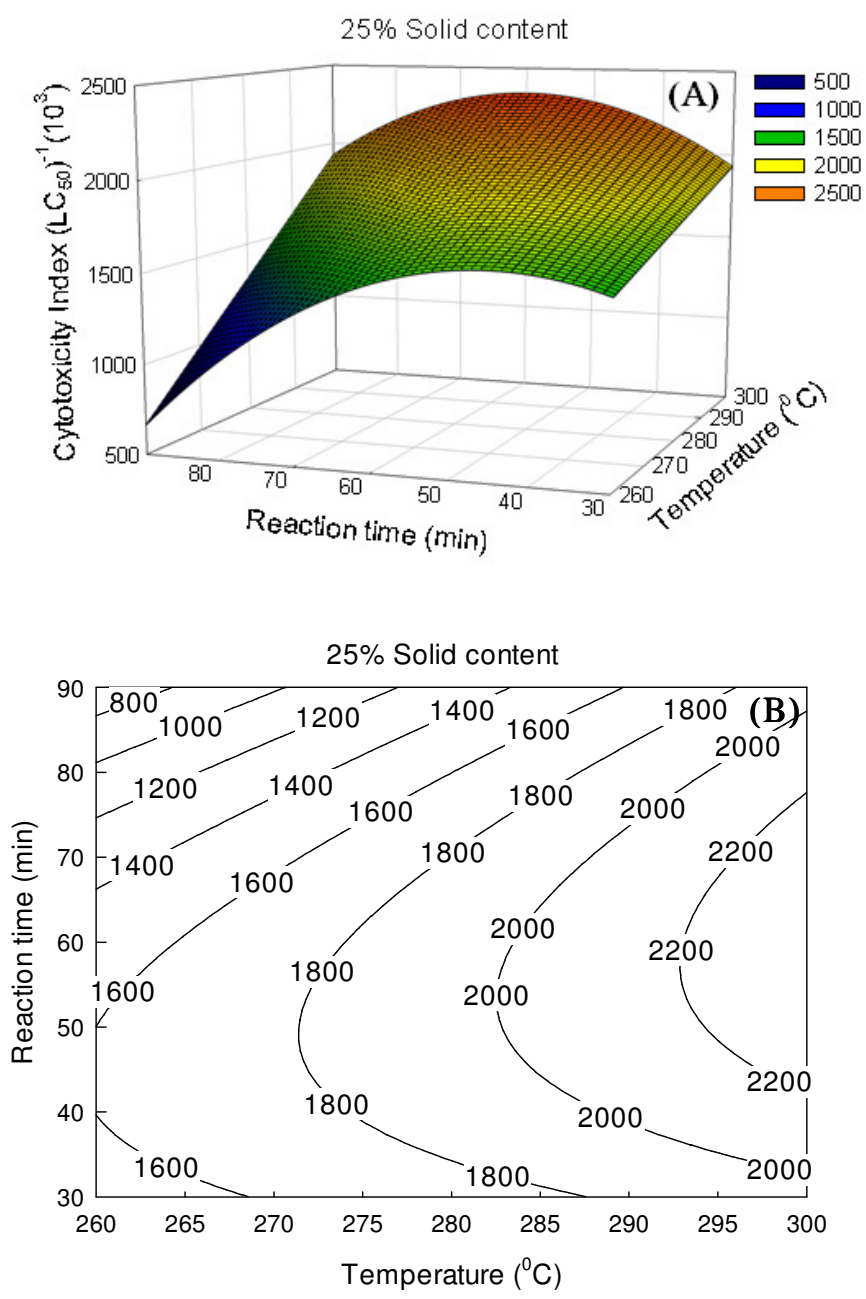 25% Solid content
(A)
500
1000
1500
2000
2500
Cytotoxicity Index (LC₅₀)⁻¹ (10³)
2500
2000
1500
1000
500
80 70 60 50 40 30
Reaction time (min)
260 270 280 290 300
Temperature (⁰C)
25% Solid content
(B)
Reaction time (min)
90
80
70
60
50
40
30
800
1000 1200 1400 1600 1800 2000
1200 1400 1600 1800 2000 2200
1400 1600 1800 2000 2200
1600 1800 2000 2200
1800 2000
1600 1800 2000
260 265 270 275 280 285 290 295 300
Temperature (⁰C)